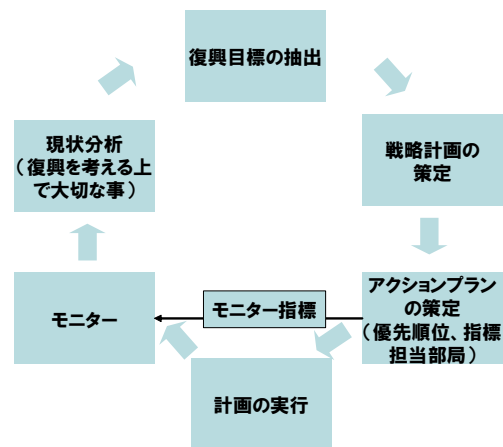 復興目標の抽出
現状分析
（復興を考える上
で大切な事）
戦略計画の
策定
モニター
モニター指標
アクションプラン
の策定
（優先順位、指標
担当部局）
計画の実行